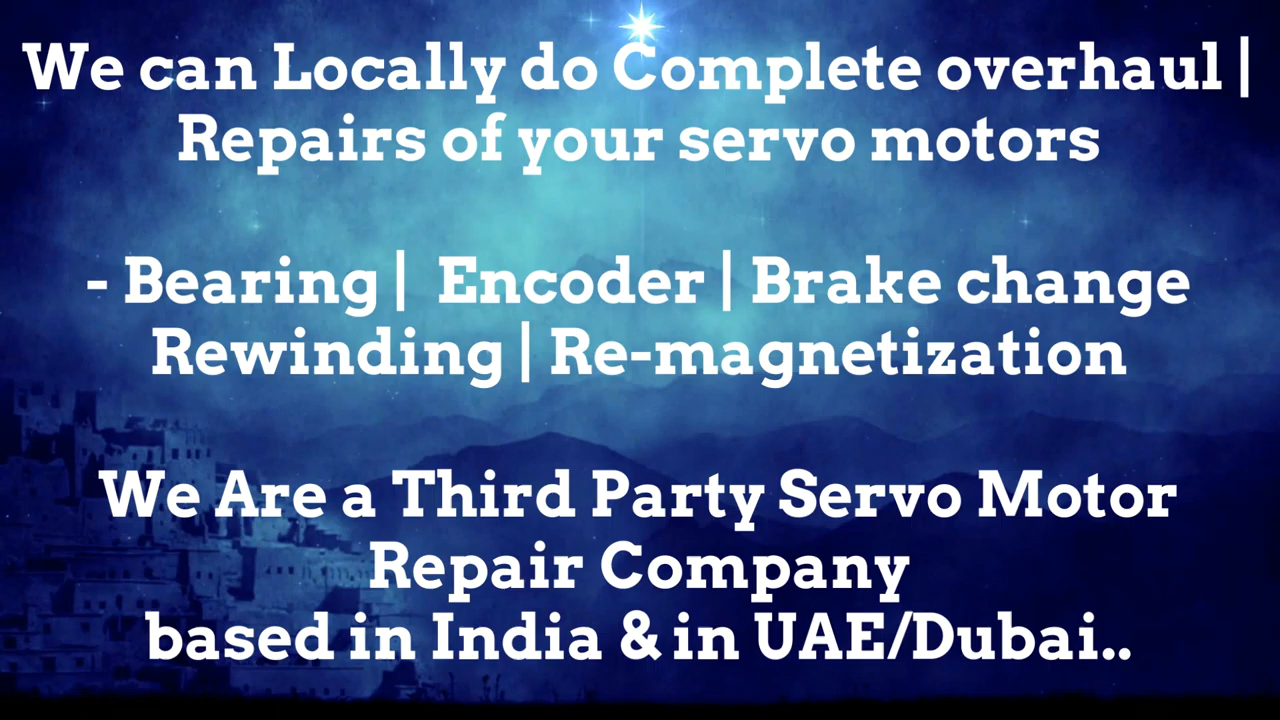 We can Locally do Complete overhaul |
Repairs of your servo motors
- Bearing | Encoder | Brake change
Rewinding | Re-magnetization
We Are a Third Party Servo Motor
Repair Company
based in India & in UAE/Dubai..